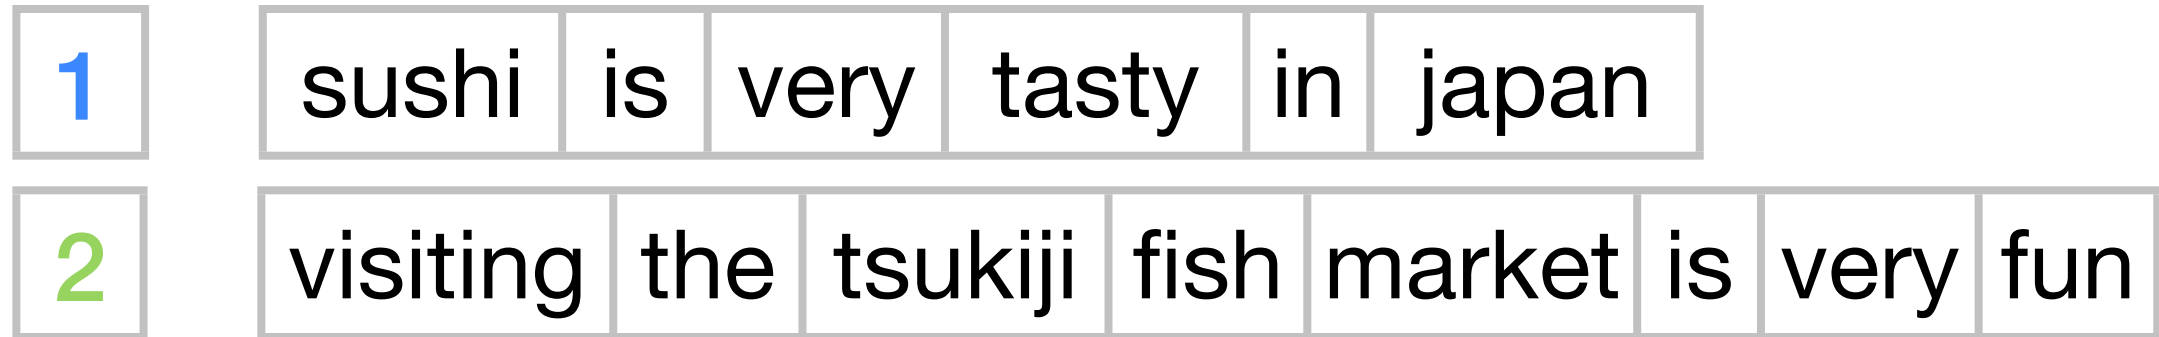 1 sushi is very tasty in japan
2 visiting the tsukiji fish market is very fun